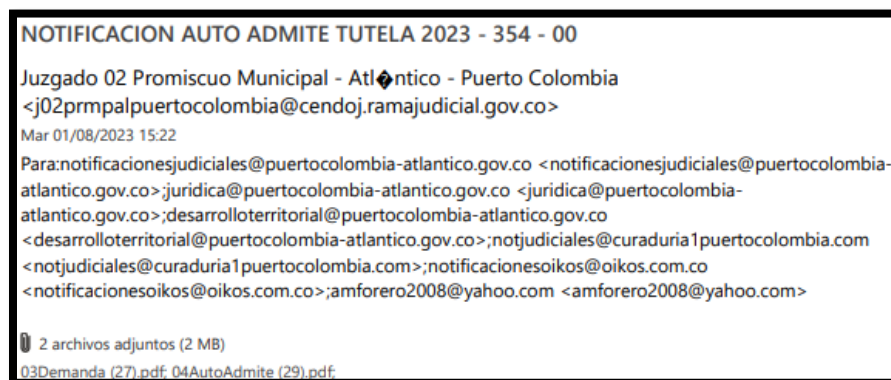 NOTIFICACION AUTO ADMITE TUTELA 2023 - 354 - 00
Juzgado 02 Promiscuo Municipal - Atl�ntico - Puerto Colombia
<j02prmpalpuertocolombia@cendoj.ramajudicial.gov.co>
Mar 01/08/2023 15:22
Para:notificacionesjudiciales@puertocolombia-atlantico.gov.co <notificacionesjudiciales@puertocolombia-
atlantico.gov.co>;juridica@puertocolombia-atlantico.gov.co <juridica@puertocolombia-
atlantico.gov.co>;desarrolloterritorial@puertocolombia-atlantico.gov.co
<desarrolloterritorial@puertocolombia-atlantico.gov.co>;notjudiciales@curaduria1puertocolombia.com
<notjudiciales@curaduria1puertocolombia.com>;notificacionesoikos@oikos.com.co
<notificacionesoikos@oikos.com.co>;amforero2008@yahoo.com <amforero2008@yahoo.com>
2 archivos adjuntos (2 MB)
03Demanda (27).pdf; 04AutoAdmite (29).pdf;